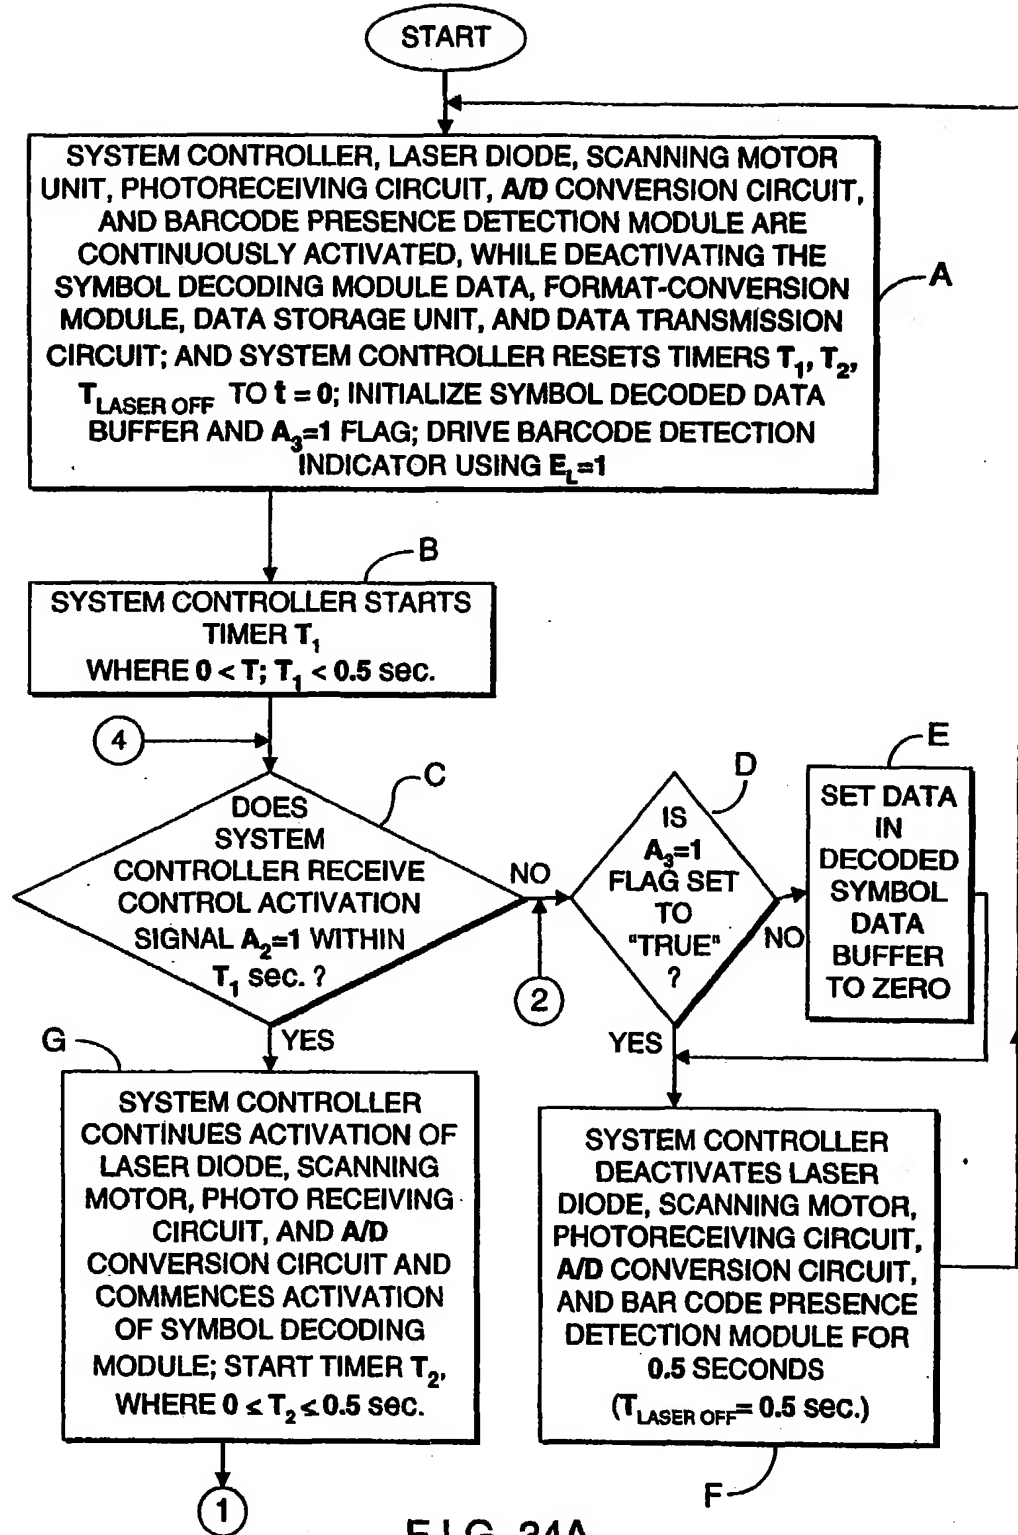 START
SYSTEM CONTROLLER, LASER DIODE, SCANNING MOTOR
UNIT, PHOTORECEIVING CIRCUIT, A/D CONVERSION CIRCUIT,
AND BARCODE PRESENCE DETECTION MODULE ARE
CONTINUOUSLY ACTIVATED, WHILE DEACTIVATING THE
SYMBOL DECODING MODULE DATA, FORMAT-CONVERSION
MODULE, DATA STORAGE UNIT, AND DATA TRANSMISSION
CIRCUIT; AND SYSTEM CONTROLLER RESETS TIMERS T1, T2,
TLASER OFF TO t = 0; INITIALIZE SYMBOL DECODED DATA
BUFFER AND A3=1 FLAG; DRIVE BARCODE DETECTION
INDICATOR USING EL=1
A
B
SYSTEM CONTROLLER STARTS
TIMER T1
WHERE 0 < T; T1 < 0.5 sec.
4
C
DOES
SYSTEM
CONTROLLER RECEIVE
CONTROL ACTIVATION
SIGNAL A2=1 WITHIN
T1 sec. ?
NO
2
YES
D
IS
A3=1
FLAG SET
TO
"TRUE"
?
NO
YES
E
SET DATA
IN
DECODED
SYMBOL
DATA
BUFFER
TO ZERO
G
SYSTEM CONTROLLER
CONTINUES ACTIVATION OF
LASER DIODE, SCANNING
MOTOR, PHOTO RECEIVING
CIRCUIT, AND A/D
CONVERSION CIRCUIT AND
COMMENCES ACTIVATION
OF SYMBOL DECODING
MODULE; START TIMER T2,
WHERE 0 ≤ T2 ≤ 0.5 sec.
1
SYSTEM CONTROLLER
DEACTIVATES LASER
DIODE, SCANNING MOTOR,
PHOTORECEIVING CIRCUIT,
A/D CONVERSION CIRCUIT,
AND BAR CODE PRESENCE
DETECTION MODULE FOR
0.5 SECONDS
(TLASER OFF= 0.5 sec.)
F